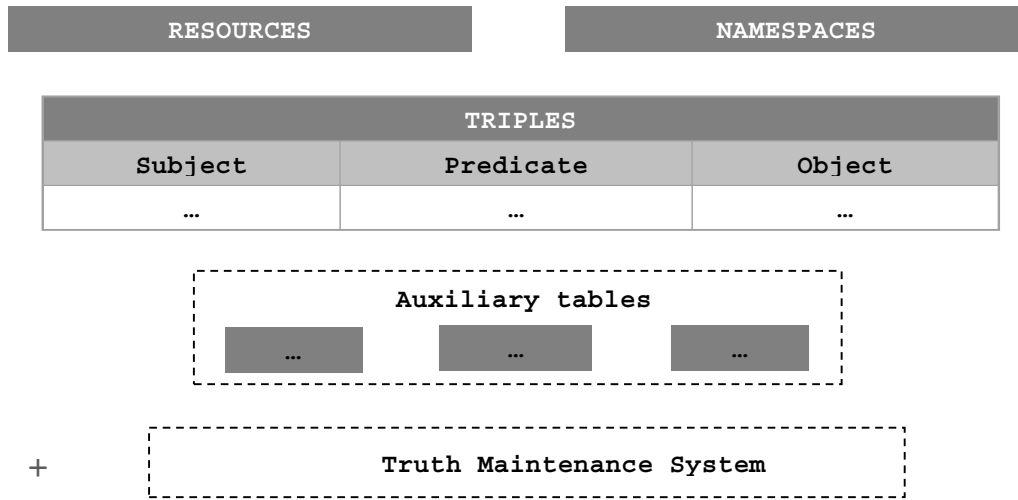 RESOURCES NAMESPACES
TRIPLES
Subject Predicate Object
… … …
Auxiliary tables
… … …
+ Truth Maintenance System